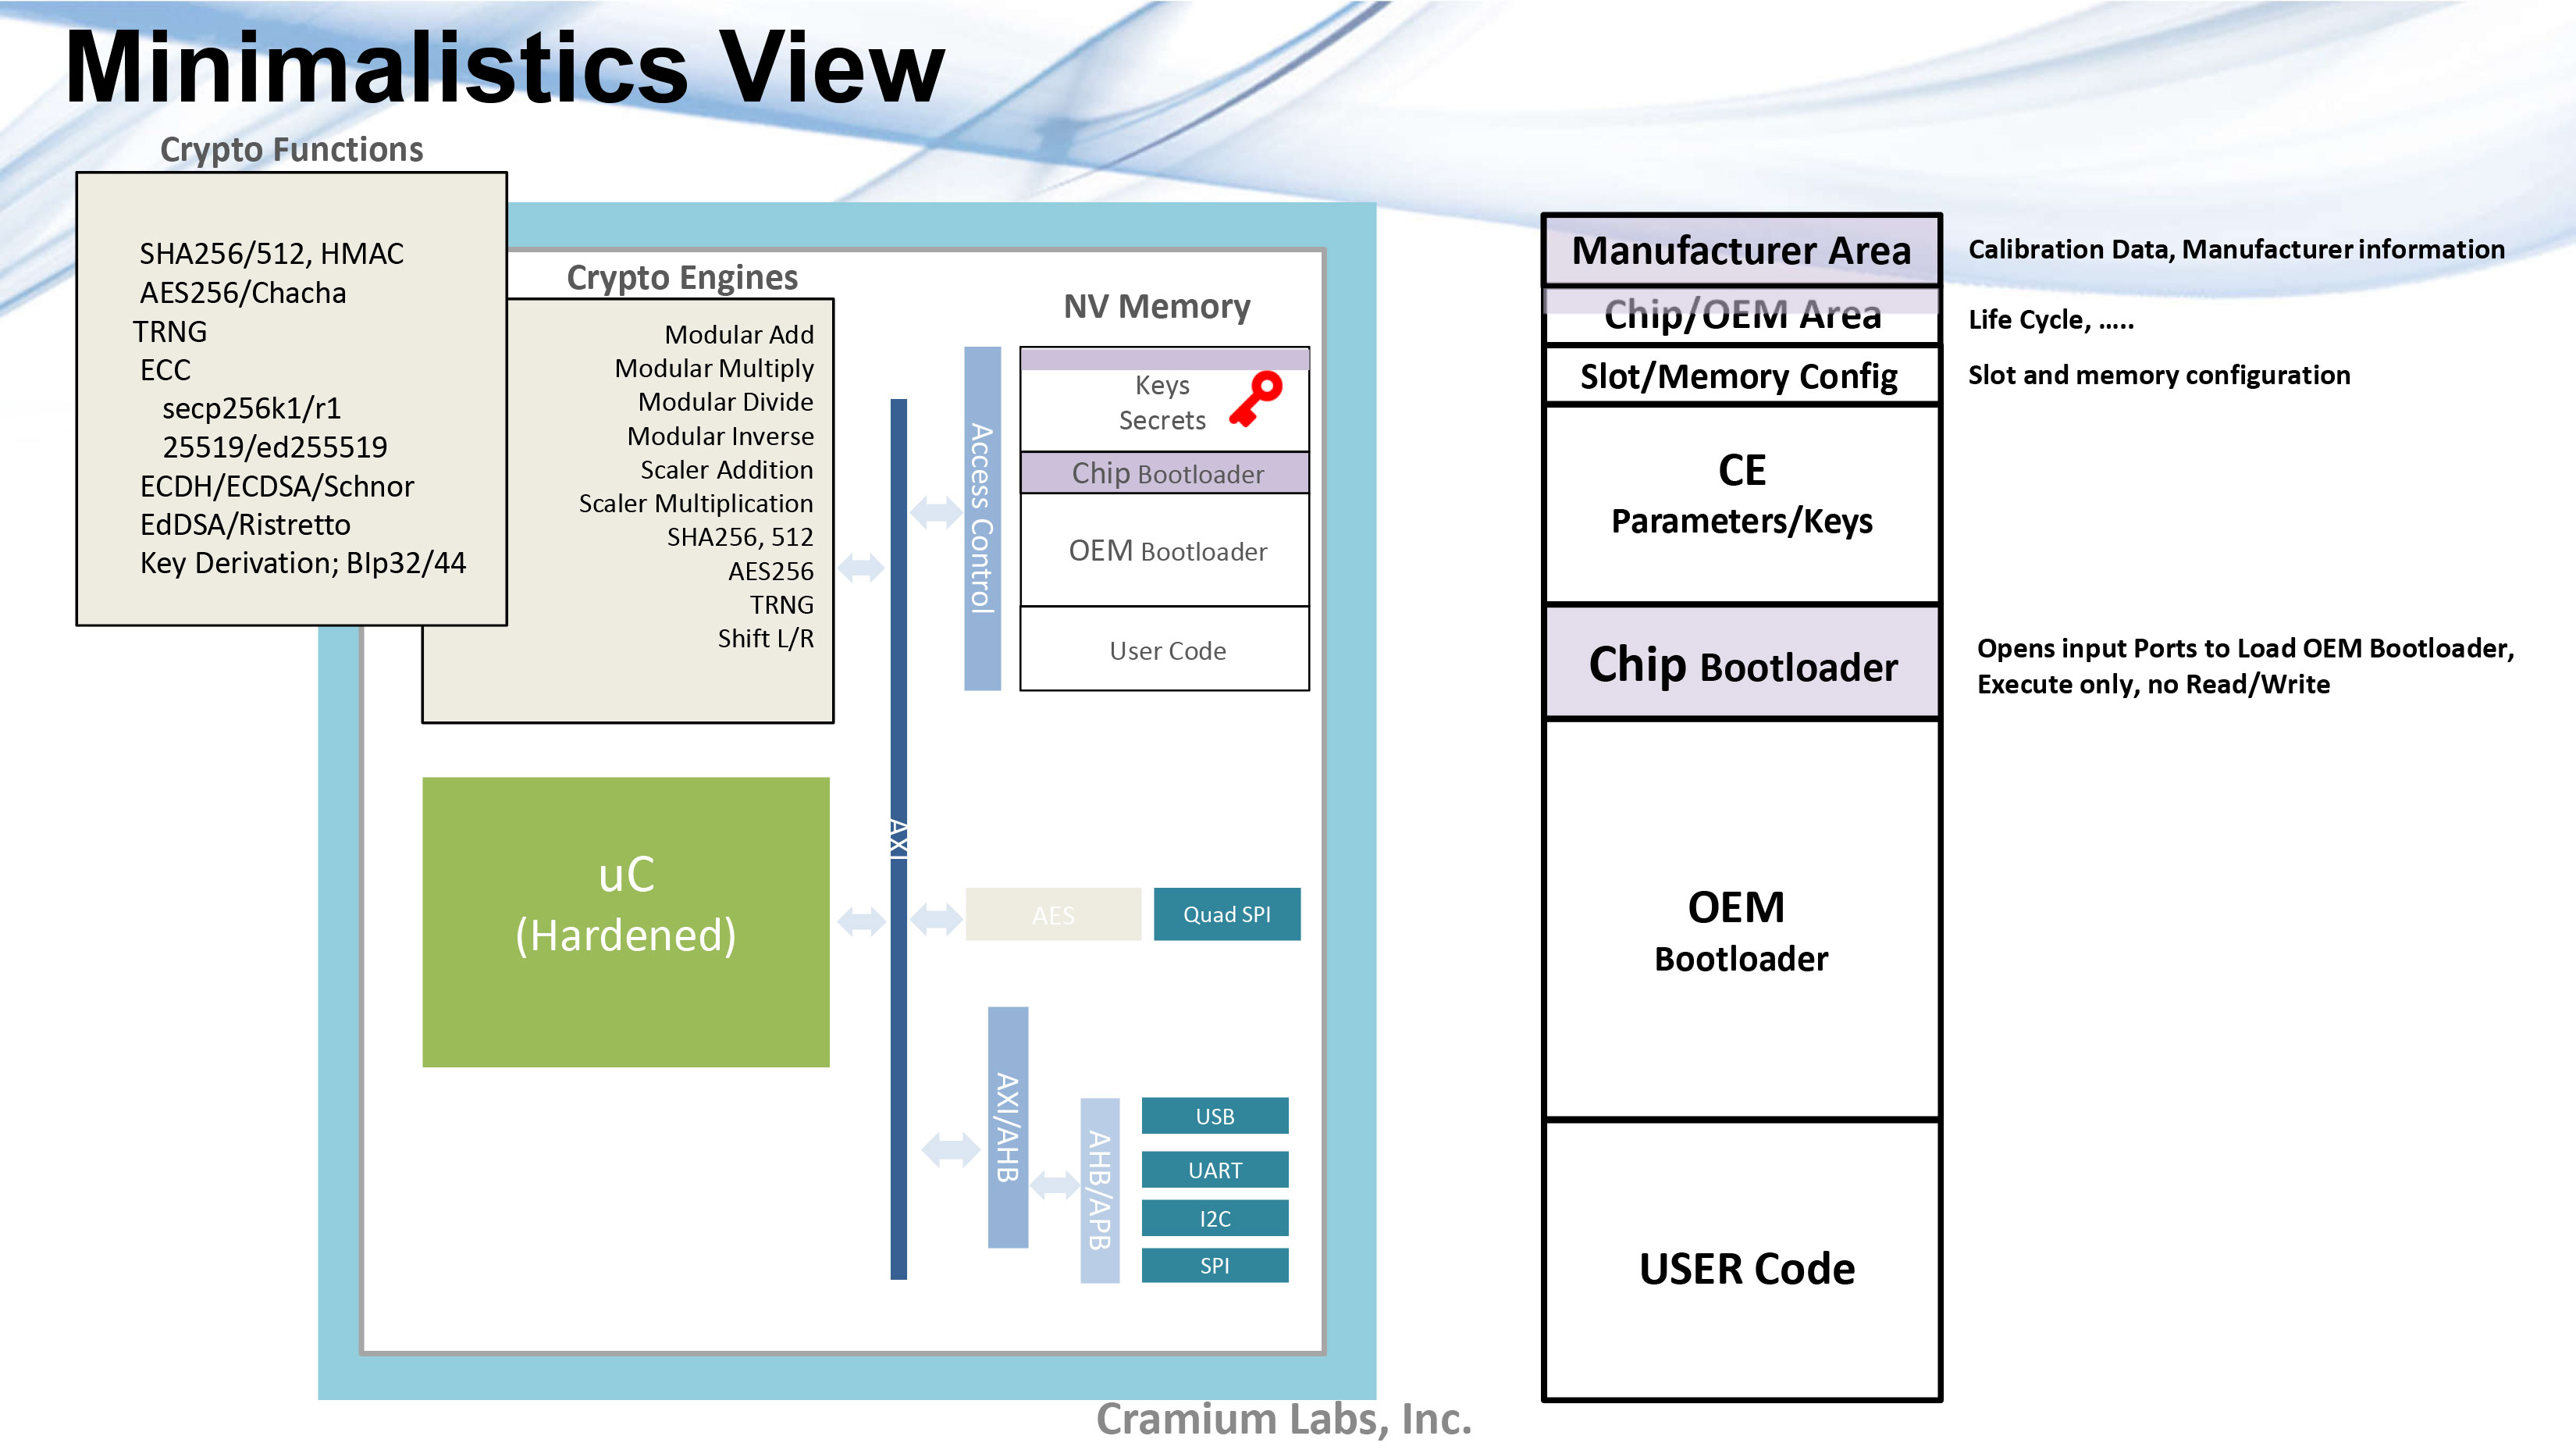 Minimalistics View
Crypto Functions
SHA256/512, HMAC
AES256/Chacha
TRNG
ECC
secp256k1/r1
25519/ed255519
ECDH/ECDSA/Schnor
EdDSA/Ristretto
Key Derivation; BIp32/44
Crypto Engines
Modular Add
Modular Multiply
Modular Divide
Modular Inverse
Scaler Addition
Scaler Multiplication
SHA256, 512
AES256
TRNG
Shift L/R
uC
(Hardened)
AXI
Access Control
NV Memory
Keys
Secrets
Chip Bootloader
OEM Bootloader
User Code
AES
Quad SPI
AXI/AHB
AHB/APB
USB
UART
I2C
SPI
Manufacturer Area
Calibration Data, Manufacturer information
Chip/OEM Area
Life Cycle, .....
Slot/Memory Config
Slot and memory configuration
CE
Parameters/Keys
Chip Bootloader
Opens input Ports to Load OEM Bootloader,
Execute only, no Read/Write
OEM
Bootloader
USER Code
Cramium Labs, Inc.